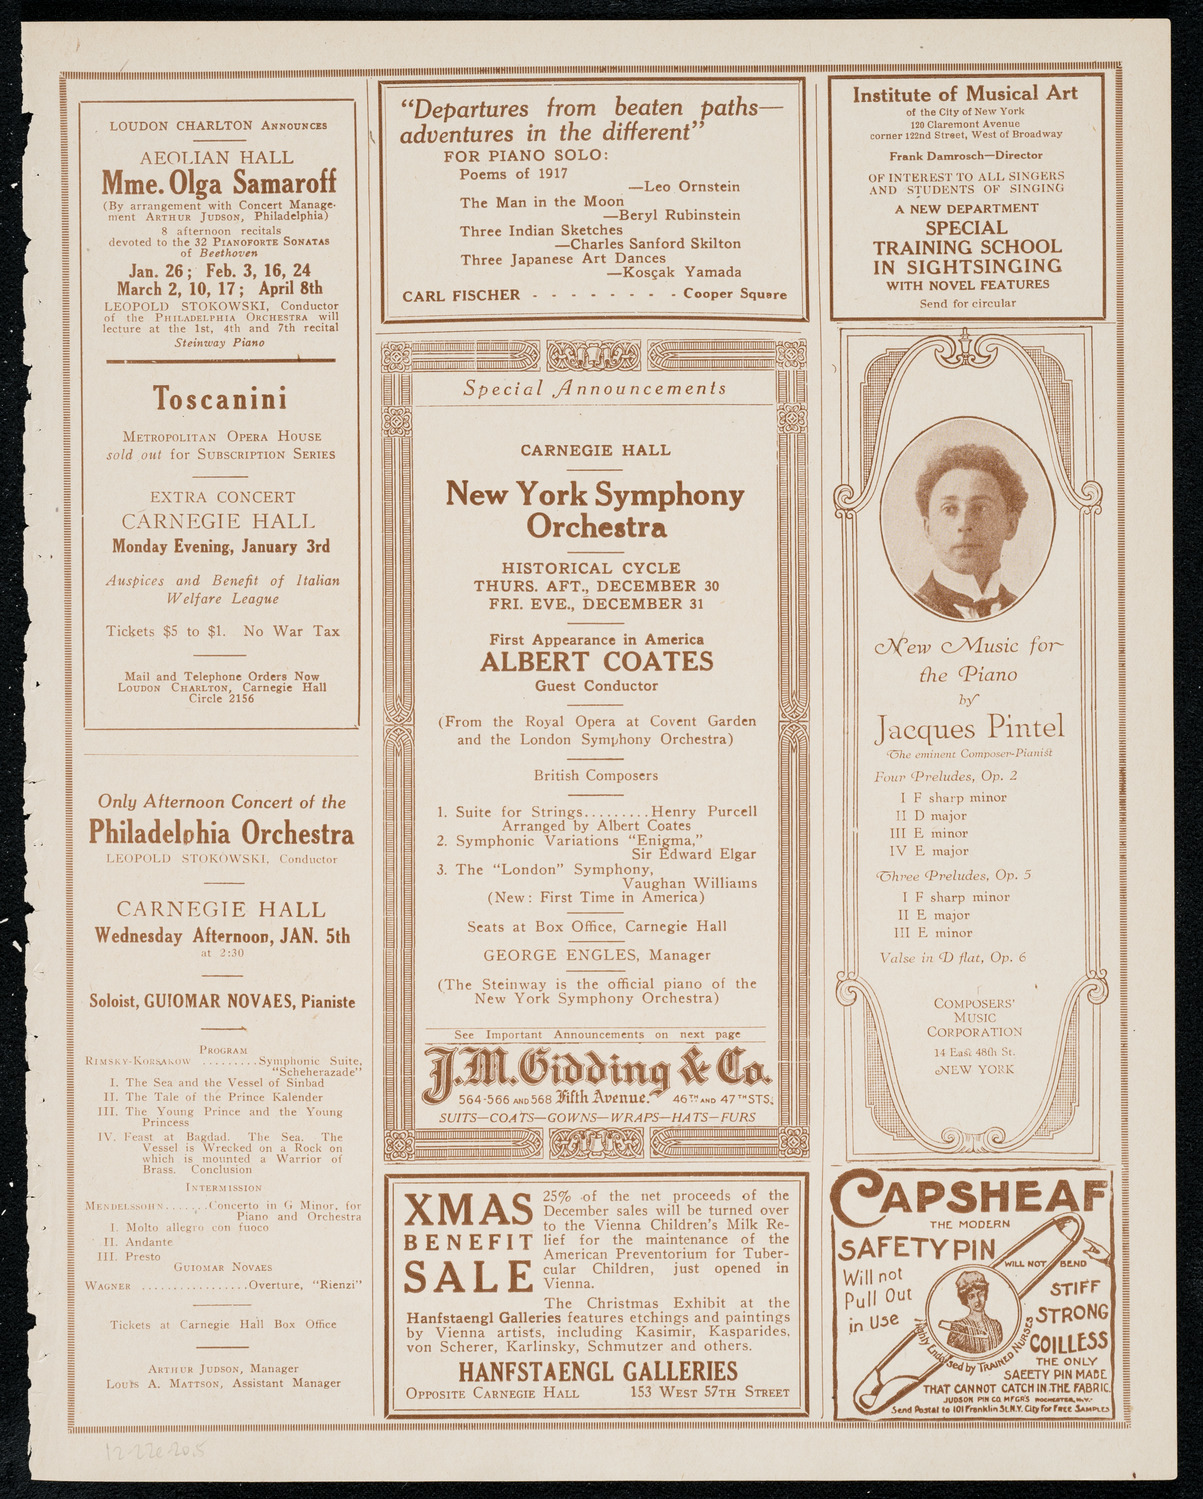 LOUDON CHARLTON ANNOUNCES
AEOLIAN HALL
Mme. Olga Samaroff
(By arrangement with Concert Manage-
ment ARTHUR JUDSON, Philadelphia)
8 afternoon recitals
devoted to the 32 PIANOFORTE SONATAS
of Beethoven
Jan. 26; Feb. 3, 16, 24
March 2, 10, 17; April 8th
LEOPOLD STOKOWSKI, Conductor
of the PHILADELPHIA ORCHESTRA will
lecture at the 1st, 4th and 7th recital
Steinway Piano
Toscanini
METROPOLITAN OPERA HOUSE
sold out for SUBSCRIPTION SERIES
EXTRA CONCERT
CARNEGIE HALL
Monday Evening, January 3rd
Auspices and Benefit of Italian
Welfare League
Tickets $5 to $1. No War Tax
Mail and Telephone Orders Now
LOUDON CHARLTON, Carnegie Hall
Circle 2156
Only Afternoon Concert of the
Philadelphia Orchestra
LEOPOLD STOKOWSKI, Conductor
CARNEGIE HALL
Wednesday Afternoon, JAN. 5th
at 2:30
Soloist, GUIOMAR NOVAES, Pianiste
PROGRAM
RIMSKY-KORSAKOW .........Symphonic Suite,
"Scheherazade"
I. The Sea and the Vessel of Sinbad
II. The Tale of the Prince Kalender
III. The Young Prince and the Young
Princess
IV. Feast at Bagdad. The Sea. The
Vessel is Wrecked on a Rock on
which is mounted a Warrior of
Brass. Conclusion
INTERMISSION
MENDELSSOHN.......Concerto in G Minor, for
Piano and Orchestra
I. Molto allegro con fuoco
II. Andante
III. Presto
GUIOMAR NOVAES
WAGNER .................Overture, "Rienzi"
Tickets at Carnegie Hall Box Office
ARTHUR JUDSON, Manager
LOUIS A. MATTSON, Assistant Manager
"Departures from beaten paths—
adventures in the different"
FOR PIANO SOLO:
Poems of 1917
—Leo Ornstein
The Man in the Moon
—Beryl Rubinstein
Three Indian Sketches
—Charles Sanford Skilton
Three Japanese Art Dances
—Kosçak Yamada
CARL FISCHER - - - - - - - - Cooper Square
Special Announcements
CARNEGIE HALL
New York Symphony
Orchestra
HISTORICAL CYCLE
THURS. AFT., DECEMBER 30
FRI. EVE., DECEMBER 31
First Appearance in America
ALBERT COATES
Guest Conductor
(From the Royal Opera at Covent Garden
and the London Symphony Orchestra)
British Composers
1. Suite for Strings.........Henry Purcell
Arranged by Albert Coates
2. Symphonic Variations "Enigma,"
Sir Edward Elgar
3. The "London" Symphony,
Vaughan Williams
(New: First Time in America)
Seats at Box Office, Carnegie Hall
GEORGE ENGLES, Manager
(The Steinway is the official piano of the
New York Symphony Orchestra)
See Important Announcements on next page
J.M. Gidding & Co.
564-566 AND 568 Fifth Avenue. 46TH AND 47TH STS.
SUITS—COATS—GOWNS—WRAPS—HATS—FURS
XMAS
BENEFIT
SALE
25% of the net proceeds of the
December sales will be turned over
to the Vienna Children's Milk Re-
lief for the maintenance of the
American Preventorium for Tuber-
cular Children, just opened in
Vienna.
The Christmas Exhibit at the
Hanfstaengl Galleries features etchings and paintings
by Vienna artists, including Kasimir, Kasparides,
von Scherer, Karlinsky, Schmutzer and others.
HANFSTAENGL GALLERIES
OPPOSITE CARNEGIE HALL 153 WEST 57TH STREET
Institute of Musical Art
of the City of New York
120 Claremont Avenue
corner 122nd Street, West of Broadway
Frank Damrosch—Director
OF INTEREST TO ALL SINGERS
AND STUDENTS OF SINGING
A NEW DEPARTMENT
SPECIAL
TRAINING SCHOOL
IN SIGHTSINGING
WITH NOVEL FEATURES
Send for circular
New Music for
the Piano
by
Jacques Pintel
The eminent Composer-Pianist
Four Preludes, Op. 2
I F sharp minor
II D major
III E minor
IV E major
Three Preludes, Op. 5
I F sharp minor
II E major
III E minor
Valse in D flat, Op. 6
COMPOSERS'
MUSIC
CORPORATION
14 East 48th St.
NEW YORK
CAPSHEAF
THE MODERN
SAFETY PIN
WILL NOT BEND
Will not
Pull Out
in Use
STIFF
STRONG
COILLESS
Highly Endorsed by TRAINED NURSES
THE ONLY
SAFETY PIN MADE
THAT CANNOT CATCH IN THE FABRIC.
JUDSON PIN CO. MFGR'S ROCHESTER, N.Y.
Send Postal to 101 Franklin St. N.Y. City for FREE SAMPLES